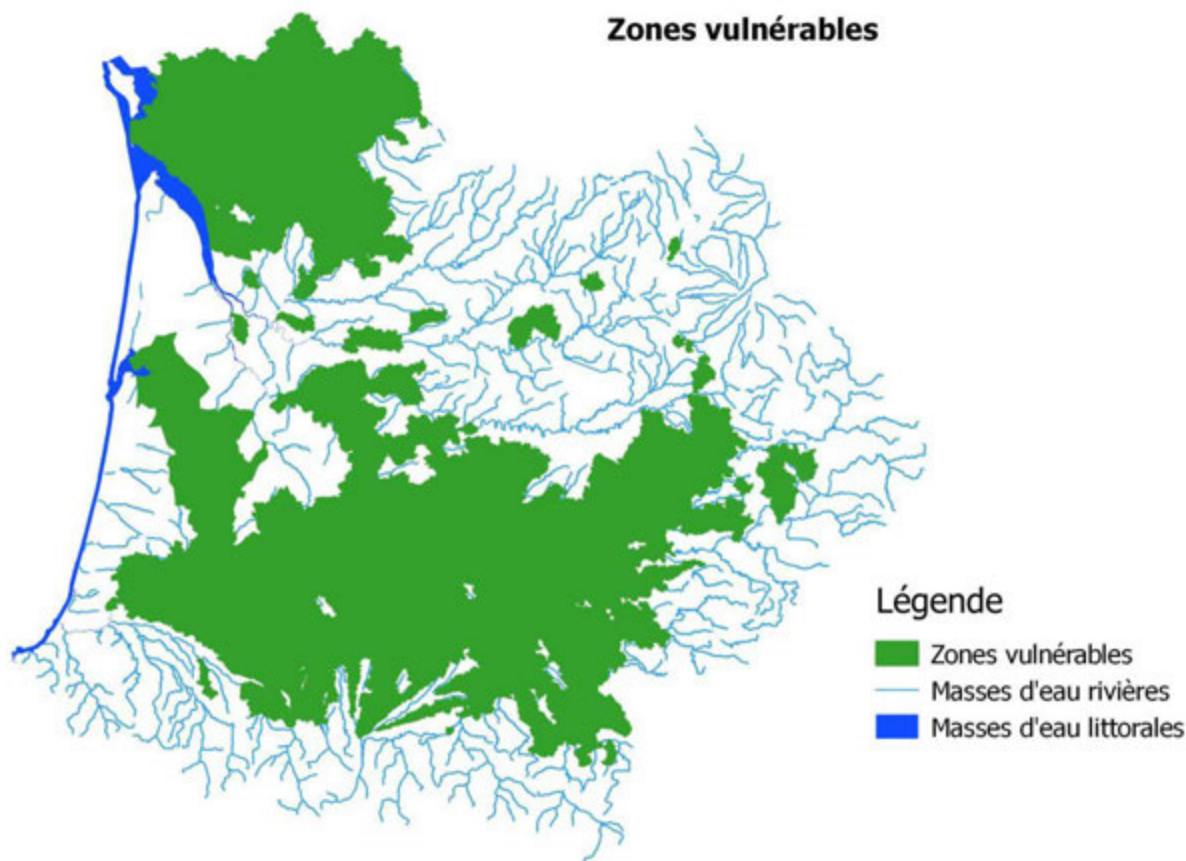 Zones vulnérables
Légende
Zones vulnérables
Masses d'eau rivières
Masses d'eau littorales